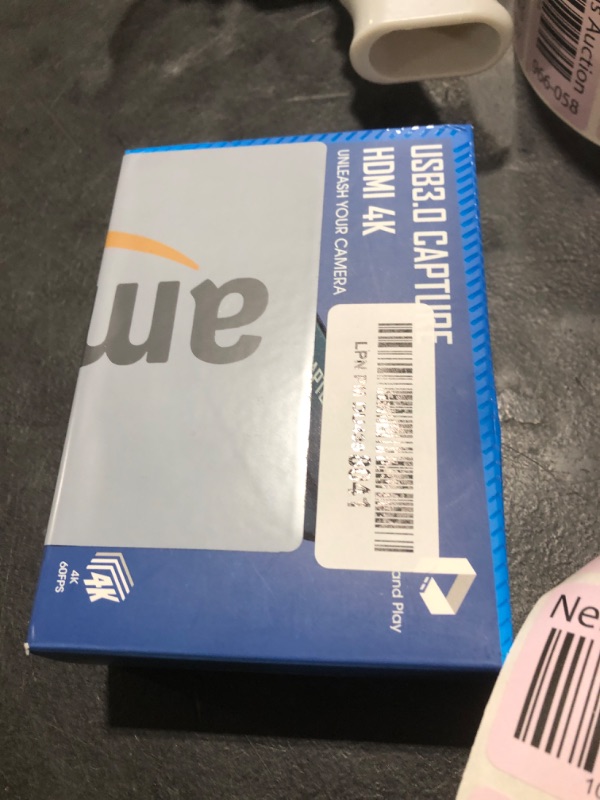 USB3.0 CAPTURE
HDMI 4K
UNLEASH YOUR CAMERA
am
LPN
and Play
4K
4K
60FPS
s Auction
966-058
Ne
10